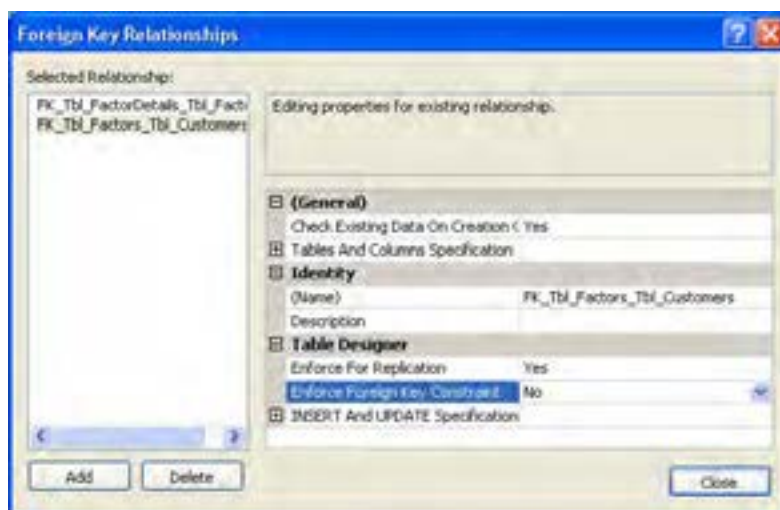 Foreign Key Relationships
Selected Relationship:
FK_Tbl_FactorDetails_Tbl_Fact
FK_Tbl_Factors_Tbl_Customers
Editing properties for existing relationship.
(General)
Check Existing Data On Creation Yes
Tables And Columns Specification
Identity
(Name) FK_Tbl_Factors_Tbl_Customers
Description
Table Designer
Enforce For Replication Yes
Enforce Foreign Key Constraint No
INSERT And UPDATE Specification
Add Delete Close